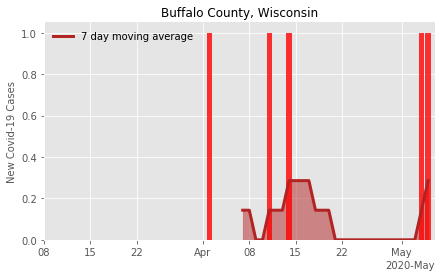 Buffalo County, Wisconsin
7 day moving average
New Covid-19 Cases
1.0
0.8
0.6
0.4
0.2
0.0
08 15 22 Apr 08 15 22 May
2020-May